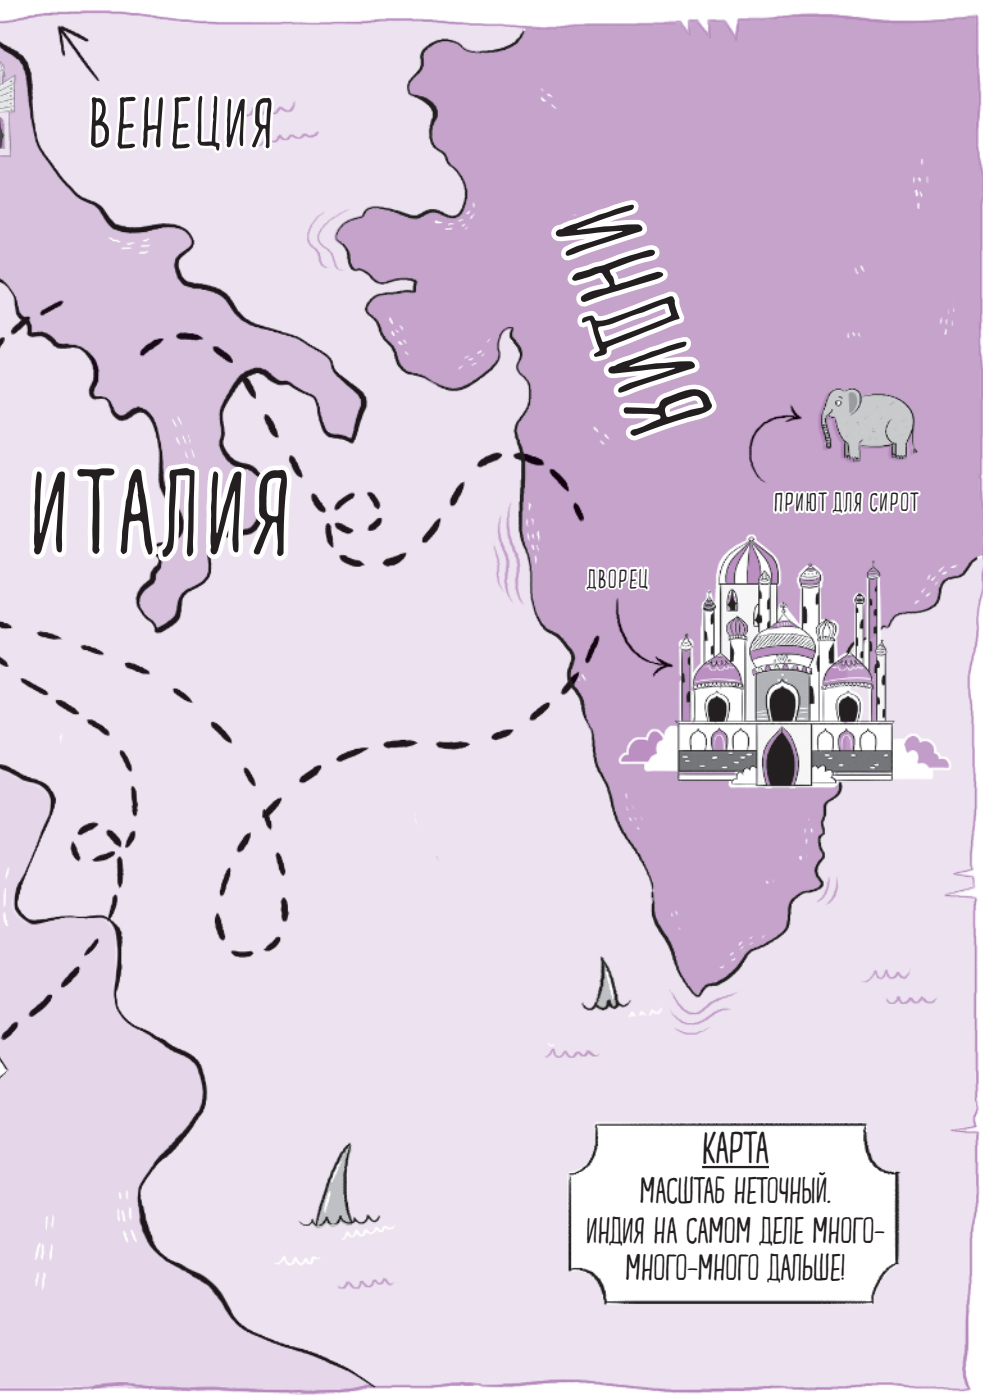 ВЕНЕЦИЯ
ИНДИЯ
ИТАЛИЯ
ПРИЮТ ДЛЯ СИРОТ
ДВОРЕЦ
КАРТА
МАСШТАБ НЕТОЧНЫЙ.
ИНДИЯ НА САМОМ ДЕЛЕ МНОГО-
МНОГО-МНОГО ДАЛЬШЕ!